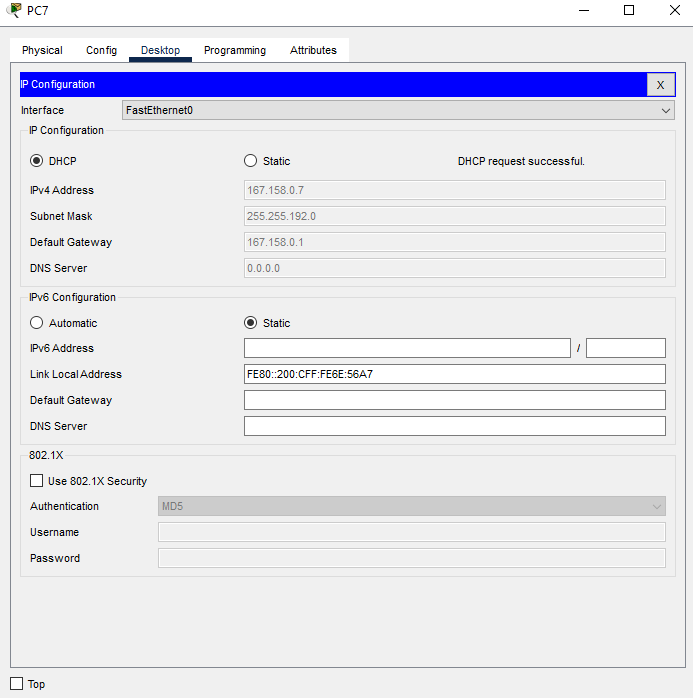 PC7
Physical Config Desktop Programming Attributes
IP Configuration X
Interface FastEthernet0
IP Configuration
DHCP Static DHCP request successful.
IPv4 Address 167.158.0.7
Subnet Mask 255.255.192.0
Default Gateway 167.158.0.1
DNS Server 0.0.0.0
IPv6 Configuration
Automatic Static
IPv6 Address /
Link Local Address FE80::200:CFF:FE6E:56A7
Default Gateway
DNS Server
802.1X
Use 802.1X Security
Authentication MD5
Username
Password
Top